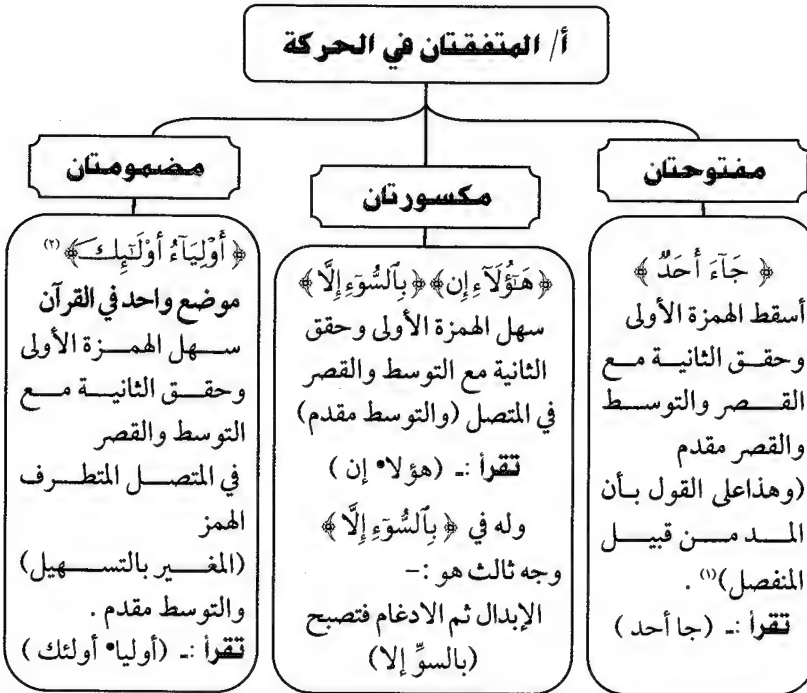 أ/ المتفقتان في الحركة
مفتوحتان
﴿ جَآءَ أَحَدٌ ﴾
أسقط الهمزة الأولى
وحقق الثانية مع
القصر والتوسط
والقصر مقدم
(وهذا على القول بأن
المد من قبيل
المنفصل)(١) .
تقرأ :ـ (جا أحد )
مكسورتان
﴿هَٰٓؤُلَآءِ إِن﴾ ﴿بِٱلسُّوٓءِ إِلَّا﴾
سهل الهمزة الأولى وحقق
الثانية مع التوسط والقصر
في المتصل (والتوسط مقدم)
تقرأ :ـ (هؤلا• إن )
وله في ﴿ بِٱلسُّوٓءِ إِلَّا ﴾
وجه ثالث هو :–
الإبدال ثم الادغام فتصبح
(بالسوِّ إلا)
مضمومتان
﴿ أَوْلِيَآءُ أُوْلَٰٓئِكَ﴾(٢)
موضع واحد في القرآن
سهل الهمزة الأولى
وحقق الثانية مع
التوسط والقصر
في المتصل المتطرف
الهمز
(المغير بالتسهيل)
والتوسط مقدم .
تقرأ :ـ (أوليا• أولئك )